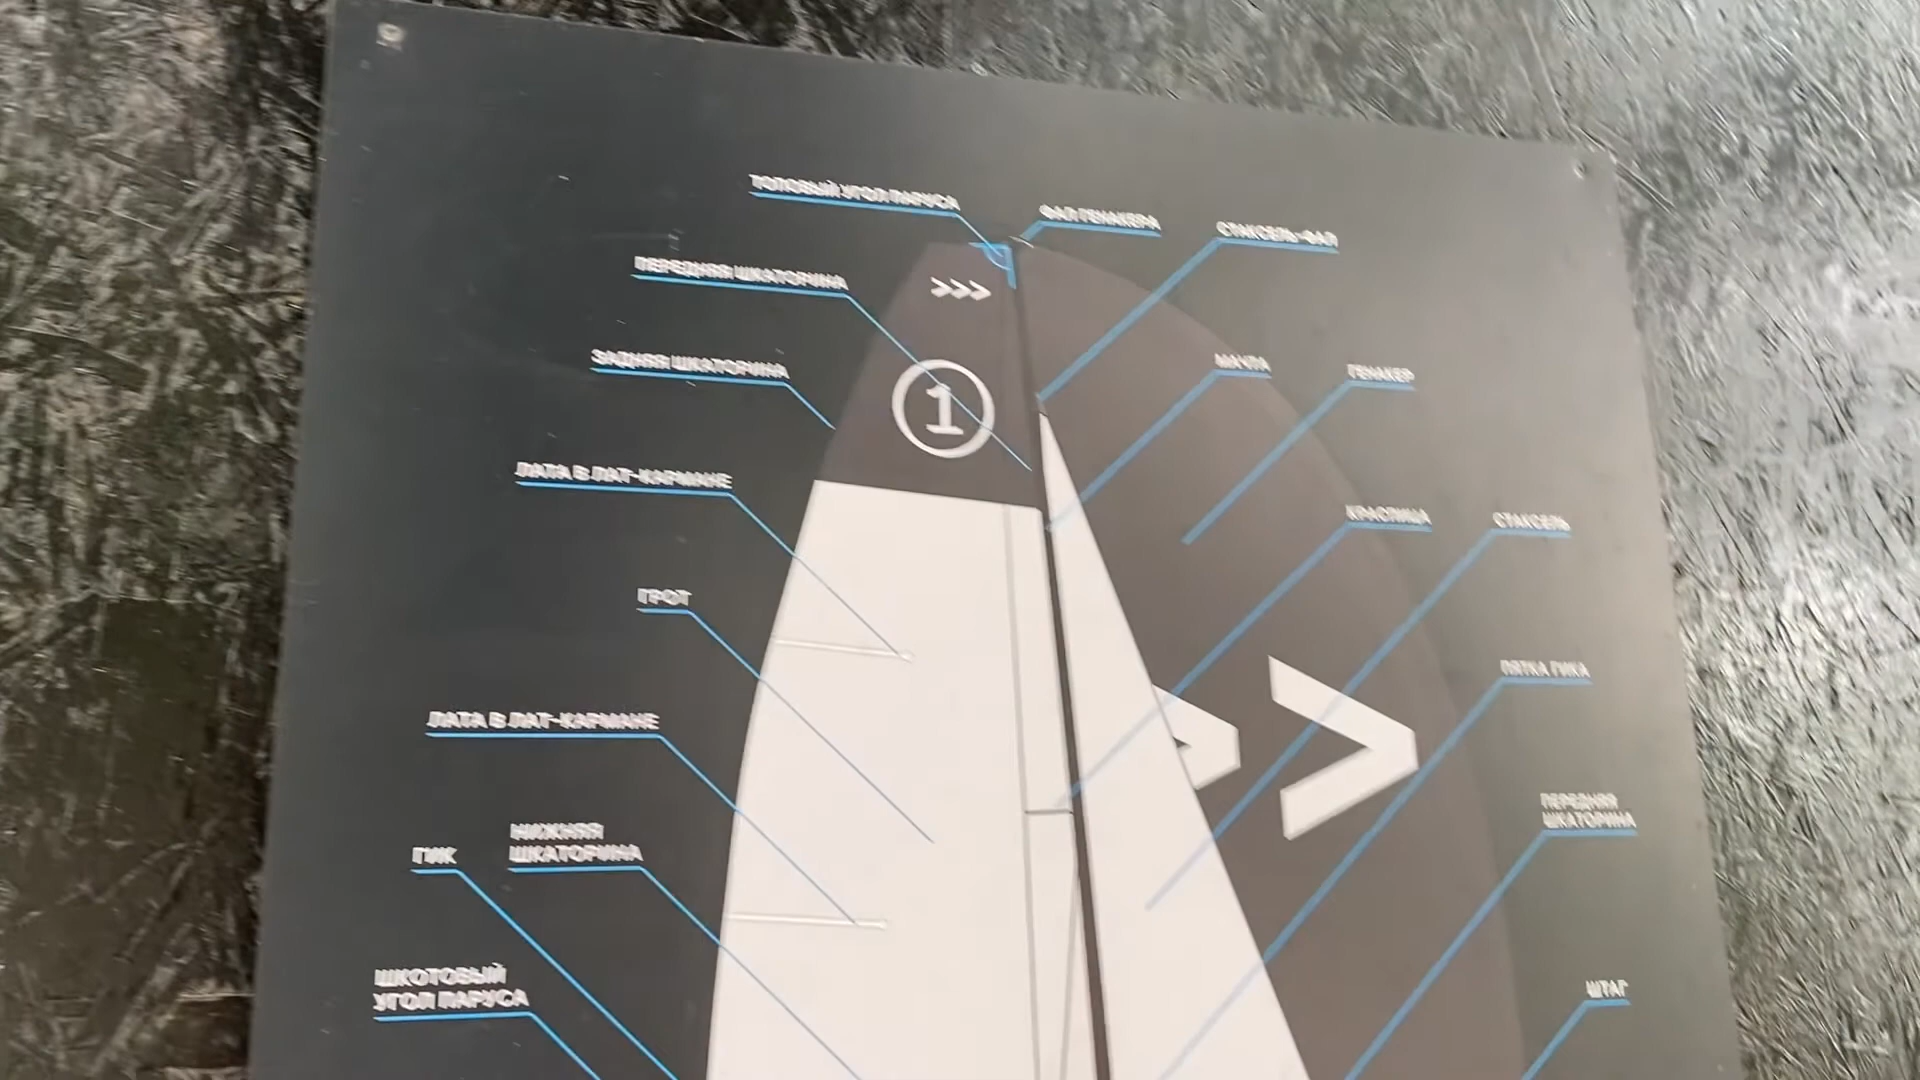 ТОПОВЫЙ УГОЛ ПАРУСА
ФАЛ ГЕНАКЕРА
СТАКСЕЛЬ-ФАЛ
ПЕРЕДНЯЯ ШКАТОРИНА
>>>
ЗАДНЯЯ ШКАТОРИНА
МАЧТА
ГЕНАКЕР
1
ЛАТА В ЛАТ-КАРМАНЕ
КРАСПИЦА
СТАКСЕЛЬ
ГРОТ
ПЯТКА ГИКА
ЛАТА В ЛАТ-КАРМАНЕ
ПЕРЕДНЯЯ
ШКАТОРИНА
НИЖНЯЯ
ШКАТОРИНА
ГИК
ШКОТОВЫЙ
УГОЛ ПАРУСА
ШТАГ